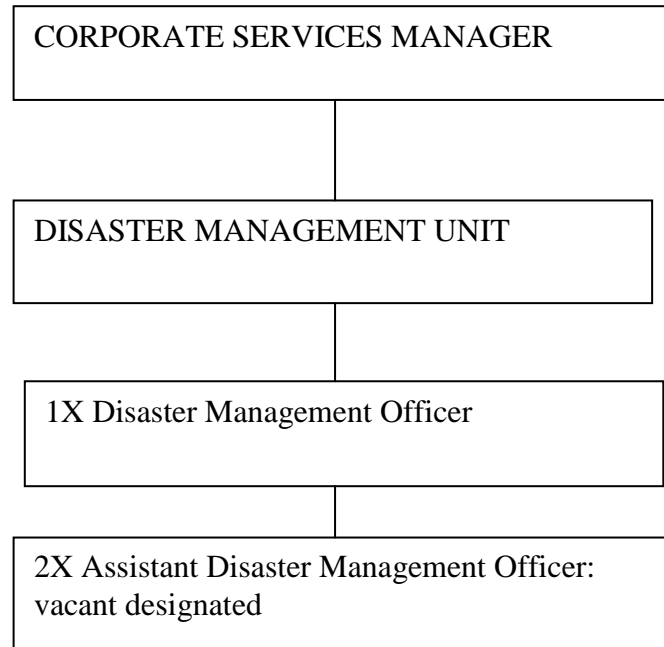 CORPORATE SERVICES MANAGER
DISASTER MANAGEMENT UNIT
1X Disaster Management Officer
2X Assistant Disaster Management Officer:
vacant designated